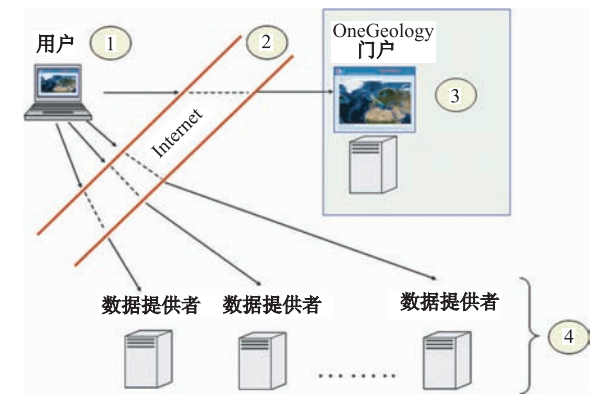 用户
1
2
OneGeology
门户
3
Internet
数据提供者
数据提供者
数据提供者
........
4